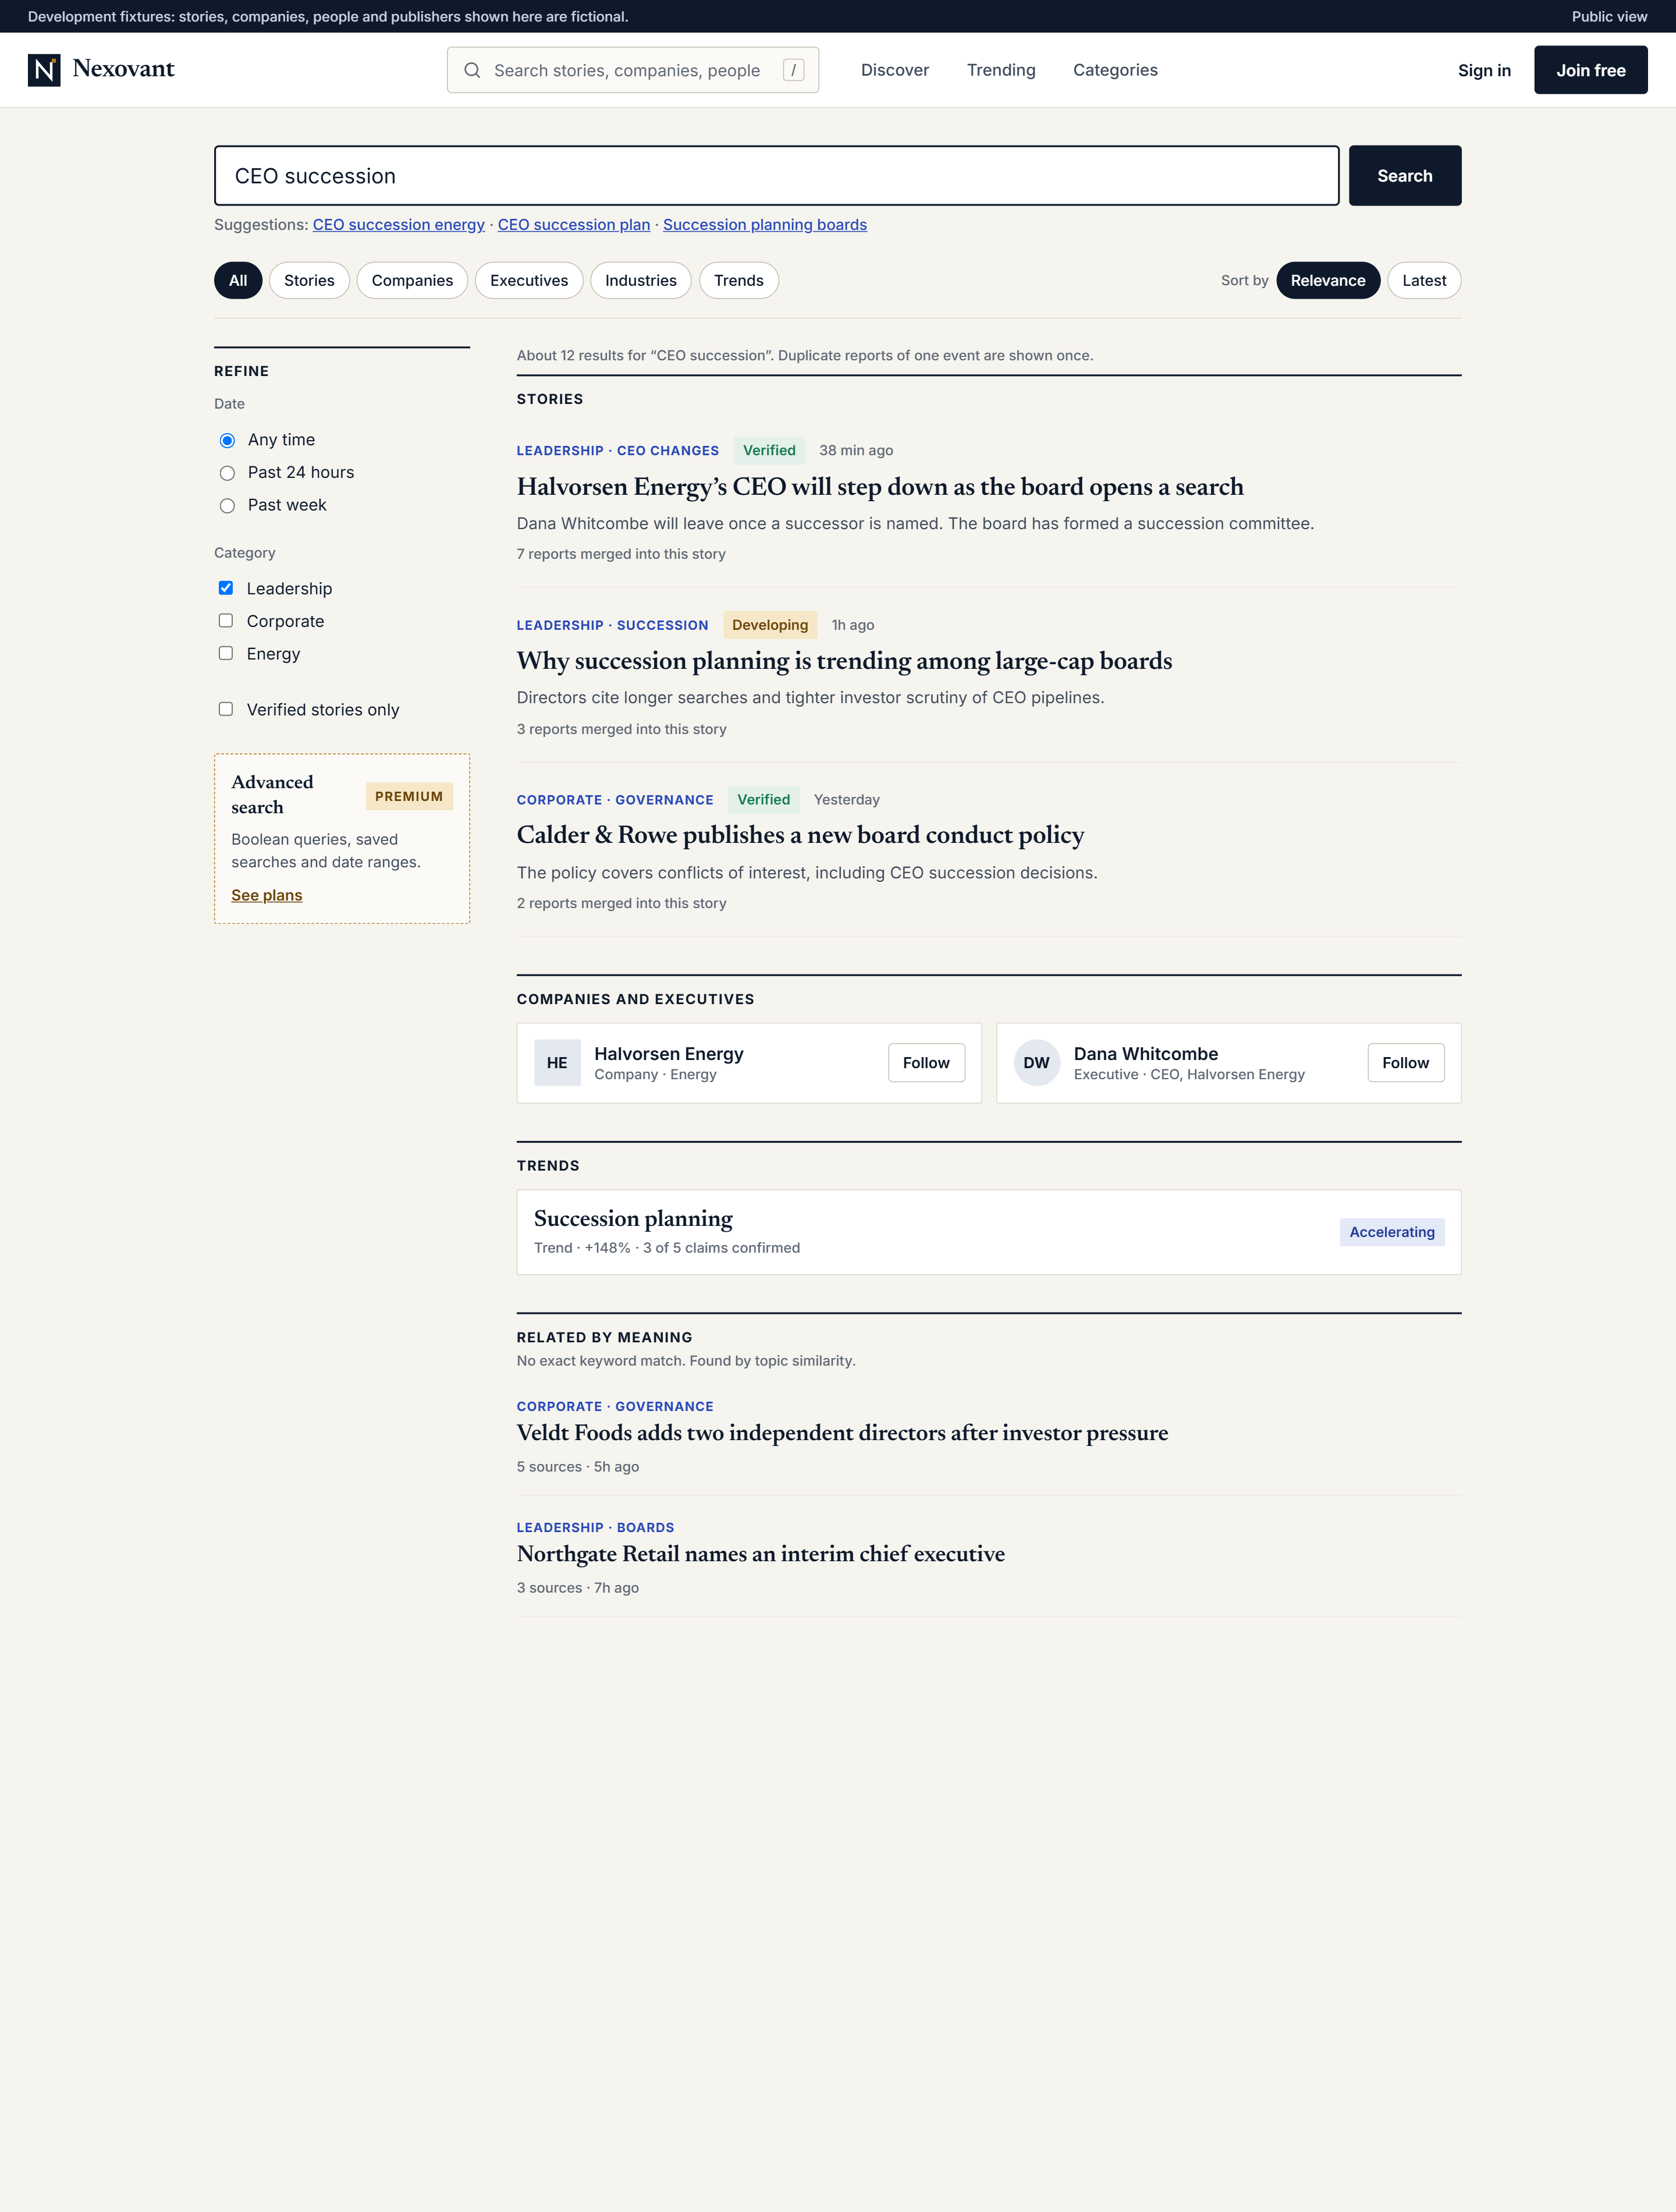 Development fixtures: stories, companies, people and publishers shown here are fictional.
Public view
N Nexovant
Search stories, companies, people /
Discover
Trending
Categories
Sign in
Join free
CEO succession
Search
Suggestions: CEO succession energy · CEO succession plan · Succession planning boards
All
Stories
Companies
Executives
Industries
Trends
Sort by
Relevance
Latest
REFINE
Date
Any time
Past 24 hours
Past week
Category
Leadership
Corporate
Energy
Verified stories only
Advanced
search
PREMIUM
Boolean queries, saved
searches and date ranges.
See plans
About 12 results for “CEO succession”. Duplicate reports of one event are shown once.
STORIES
LEADERSHIP · CEO CHANGES Verified 38 min ago
Halvorsen Energy’s CEO will step down as the board opens a search
Dana Whitcombe will leave once a successor is named. The board has formed a succession committee.
7 reports merged into this story
LEADERSHIP · SUCCESSION Developing 1h ago
Why succession planning is trending among large-cap boards
Directors cite longer searches and tighter investor scrutiny of CEO pipelines.
3 reports merged into this story
CORPORATE · GOVERNANCE Verified Yesterday
Calder & Rowe publishes a new board conduct policy
The policy covers conflicts of interest, including CEO succession decisions.
2 reports merged into this story
COMPANIES AND EXECUTIVES
HE
Halvorsen Energy
Company · Energy
Follow
DW
Dana Whitcombe
Executive · CEO, Halvorsen Energy
Follow
TRENDS
Succession planning
Trend · +148% · 3 of 5 claims confirmed
Accelerating
RELATED BY MEANING
No exact keyword match. Found by topic similarity.
CORPORATE · GOVERNANCE
Veldt Foods adds two independent directors after investor pressure
5 sources · 5h ago
LEADERSHIP · BOARDS
Northgate Retail names an interim chief executive
3 sources · 7h ago